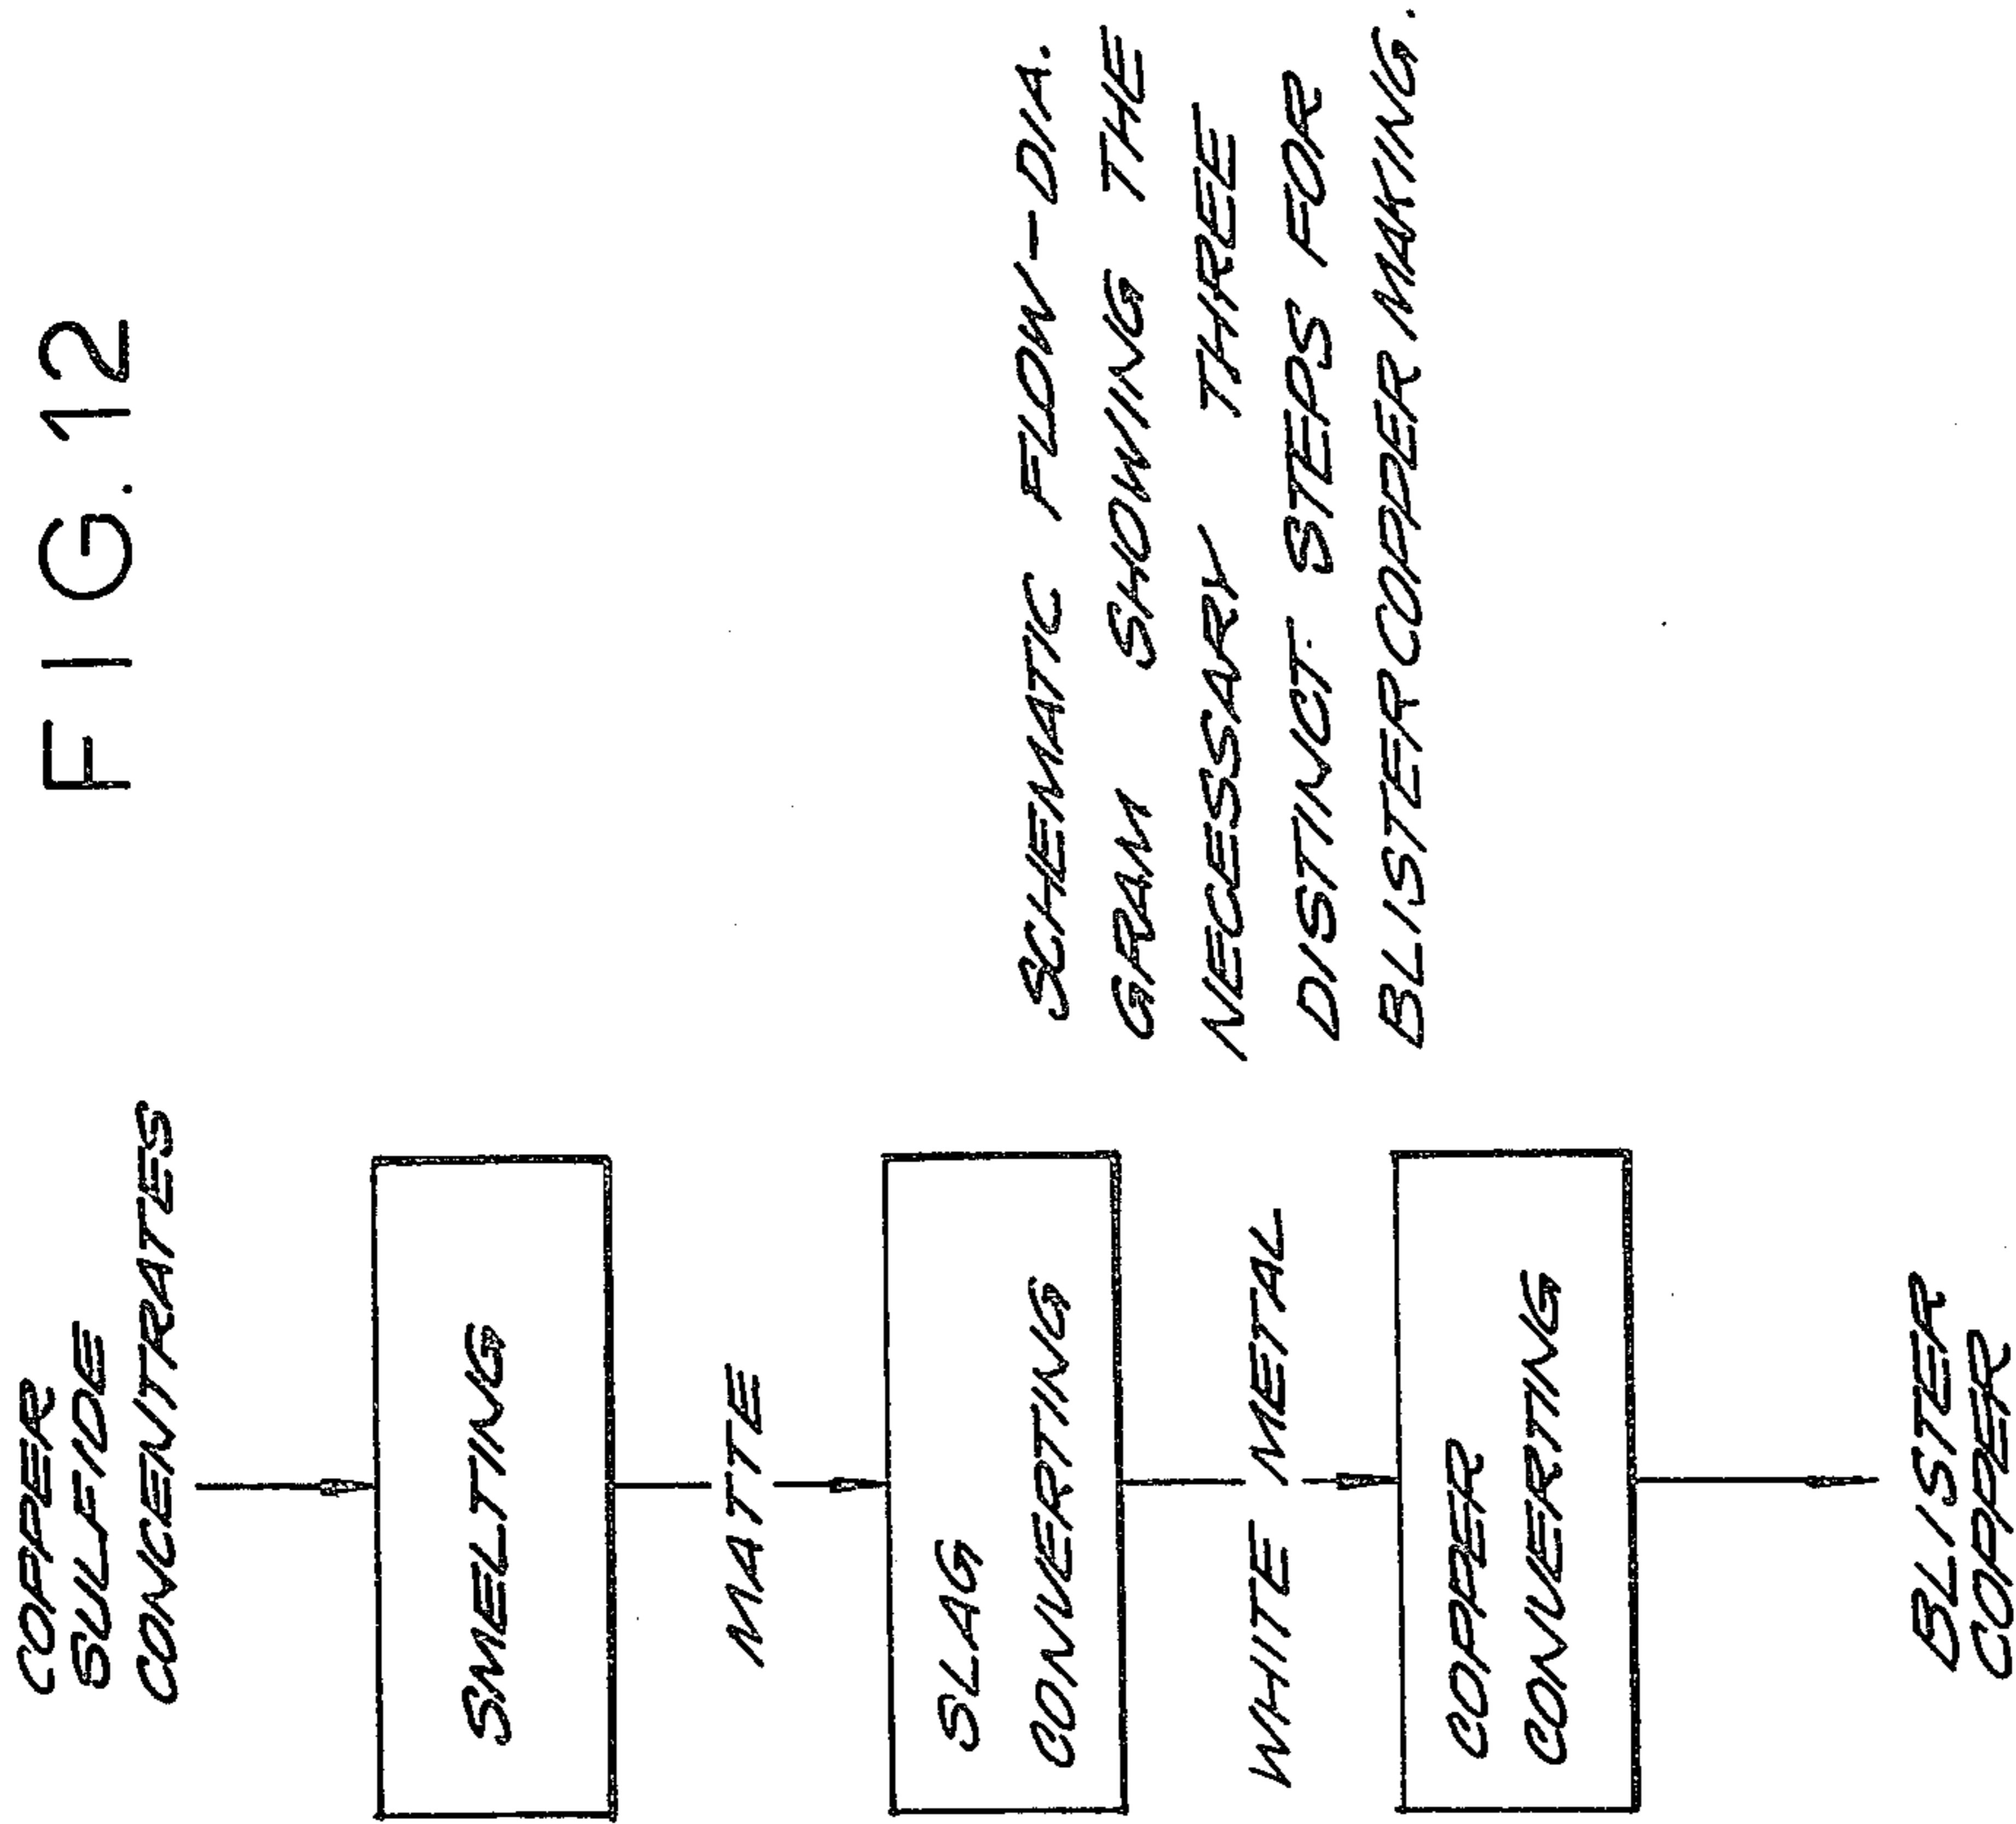 FIG.12
COPPER
SULFIDE
CONCENTRATES
SMELTING
MATTE
SLAG
CONVERTING
WHITE METAL
COPPER
CONVERTING
BLISTER
COPPER
SCHEMATIC FLOW-DIA.
GRAM SHOWING THE
NECESSARY THREE
DISTINCT STEPS FOR
BLISTER COPPER MAKING.